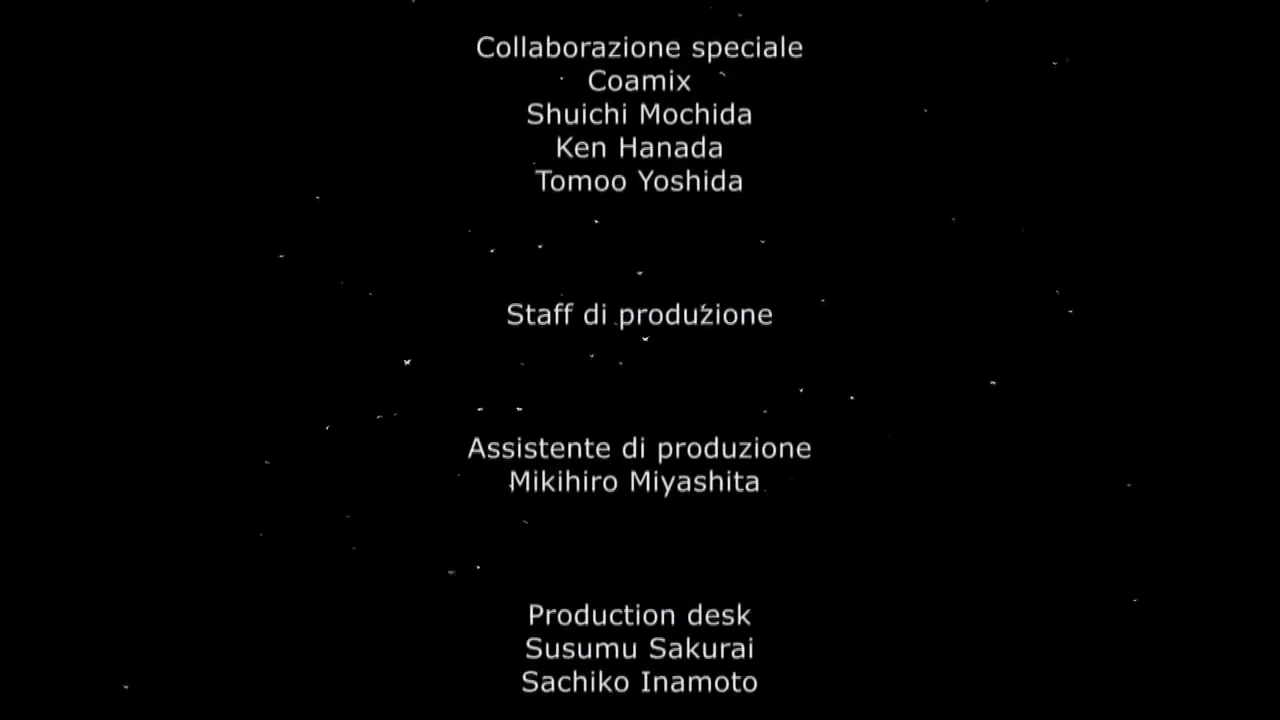 Collaborazione speciale
Coamix
Shuichi Mochida
Ken Hanada
Tomoo Yoshida
Staff di produzione
Assistente di produzione
Mikihiro Miyashita
Production desk
Susumu Sakurai
Sachiko Inamoto